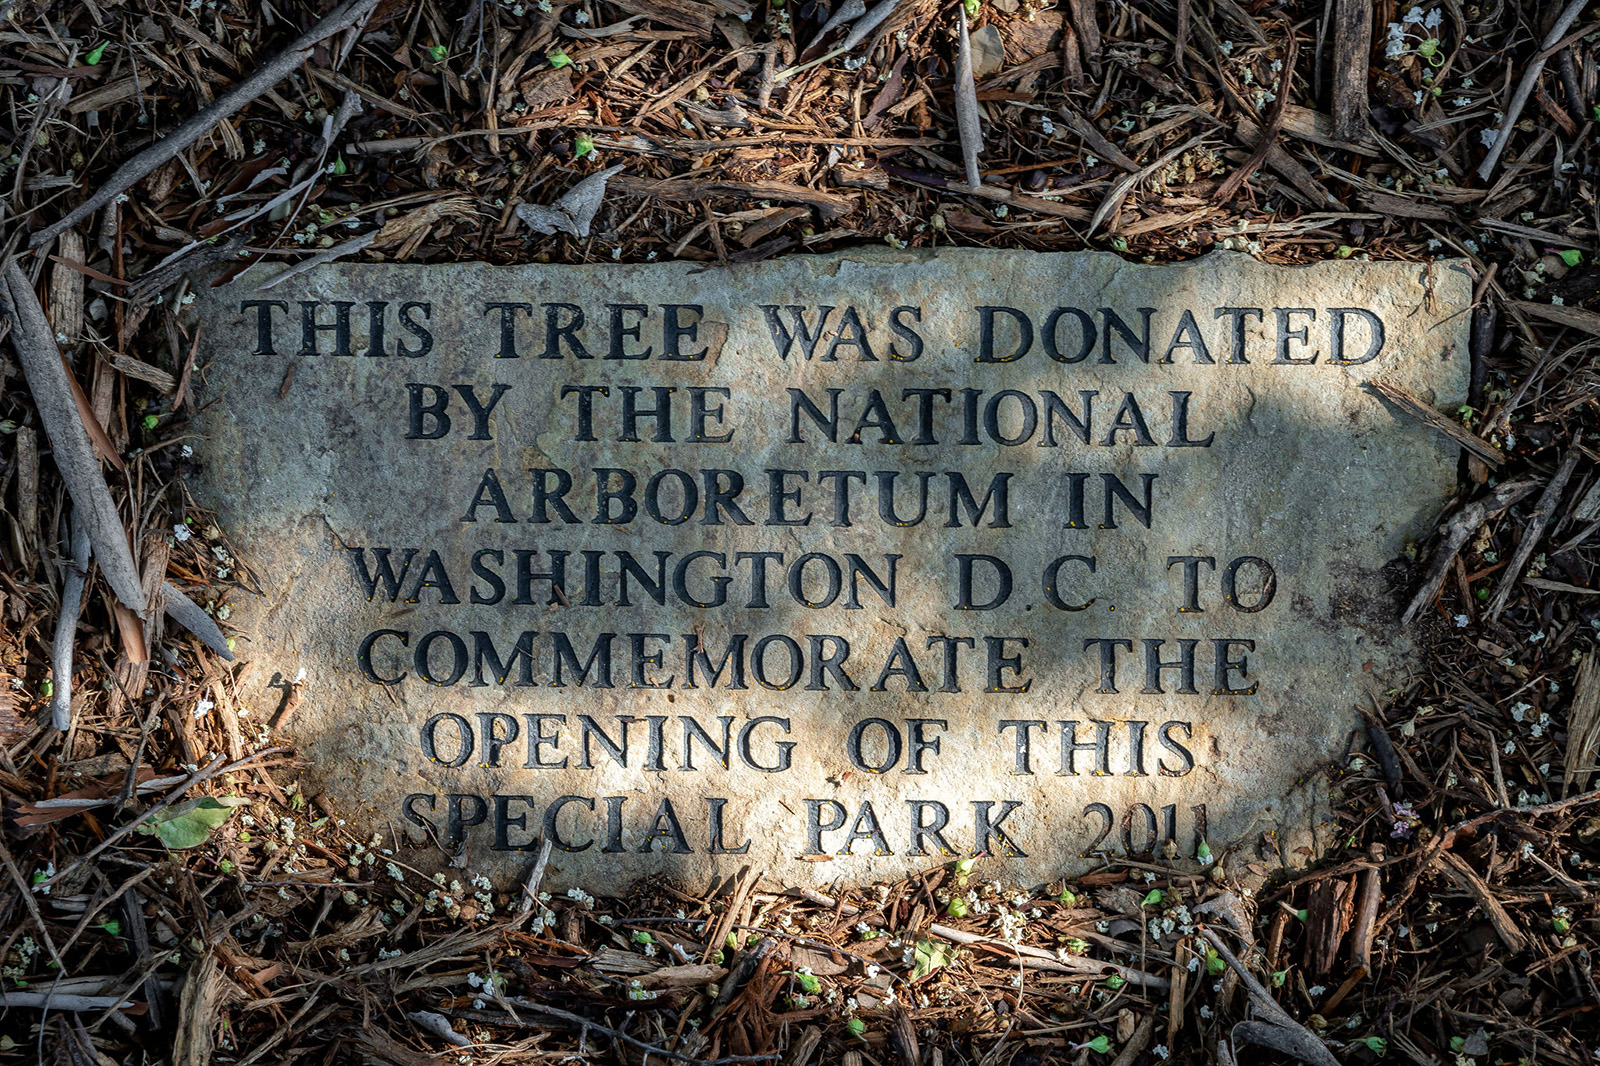 THIS TREE WAS DONATED
BY THE NATIONAL
ARBORETUM IN
WASHINGTON D.C. TO
COMMEMORATE THE
OPENING OF THIS
SPECIAL PARK 2011